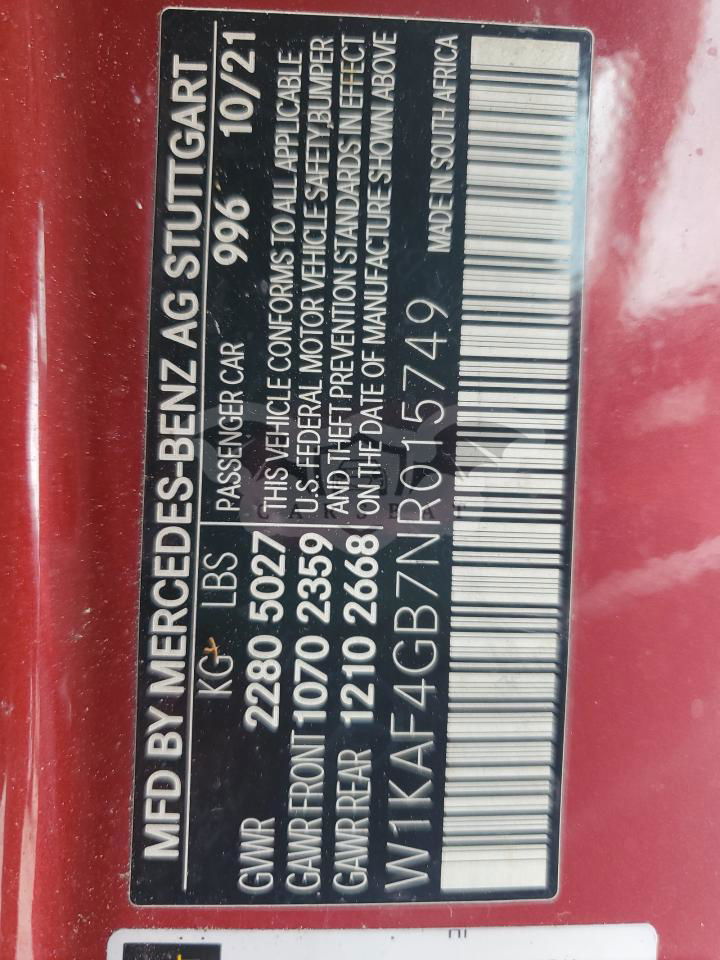 MFD BY MERCEDES-BENZ AG STUTTGART
KG LBS PASSENGER CAR 996 10/21
GVWR 2280 5027 THIS VEHICLE CONFORMS TO ALL APPLICABLE
GAWR FRONT 1070 2359 U.S. FEDERAL MOTOR VEHICLE SAFETY,BUMPER
GAWR REAR 1210 2668 AND THEFT PREVENTION STANDARDS IN EFFECT
ON THE DATE OF MANUFACTURE SHOWN ABOVE
W1KAF4GB7NR015749 MADE IN SOUTH AFRICA
CARSBAT